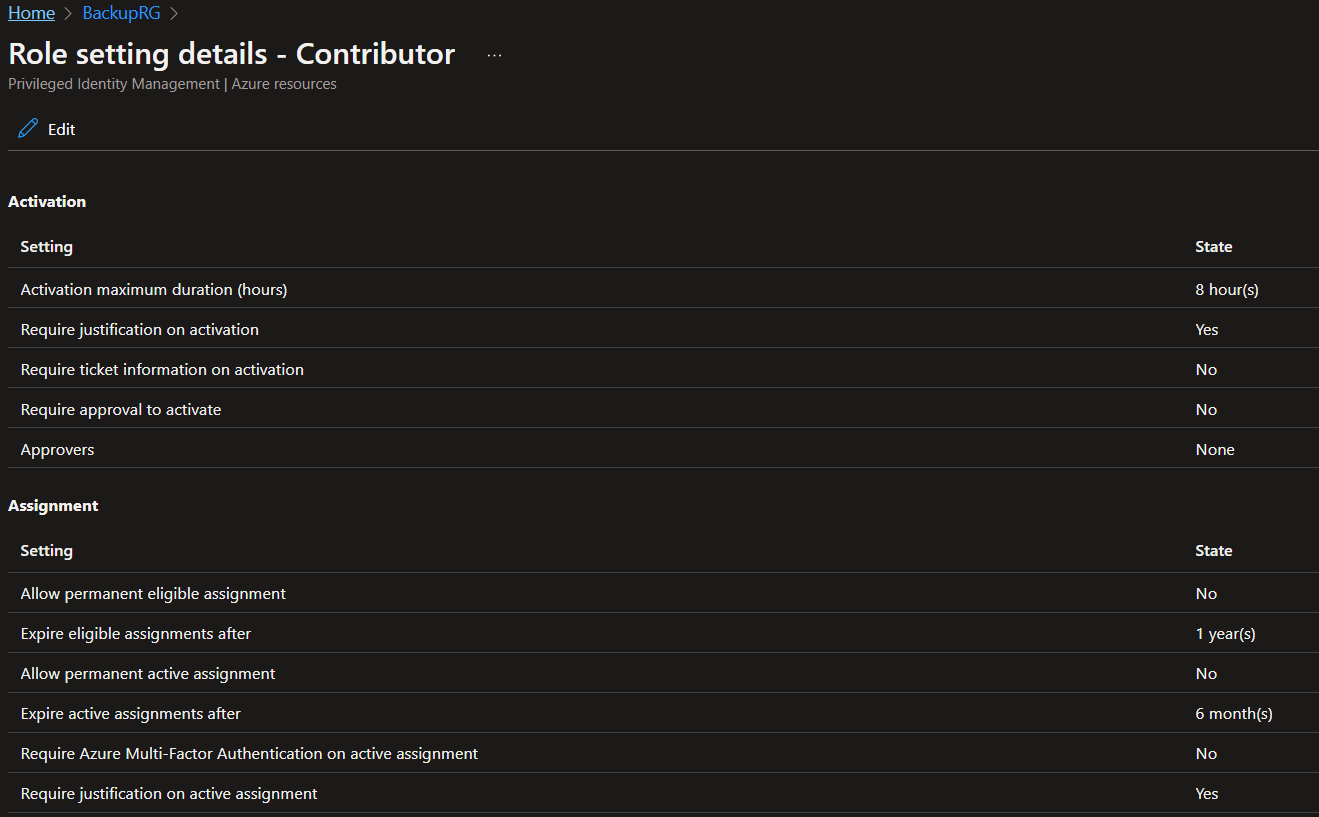 Home > BackupRG >
Role setting details - Contributor ...
Privileged Identity Management | Azure resources
Edit
Activation
Setting State
Activation maximum duration (hours) 8 hour(s)
Require justification on activation Yes
Require ticket information on activation No
Require approval to activate No
Approvers None
Assignment
Setting State
Allow permanent eligible assignment No
Expire eligible assignments after 1 year(s)
Allow permanent active assignment No
Expire active assignments after 6 month(s)
Require Azure Multi-Factor Authentication on active assignment No
Require justification on active assignment Yes